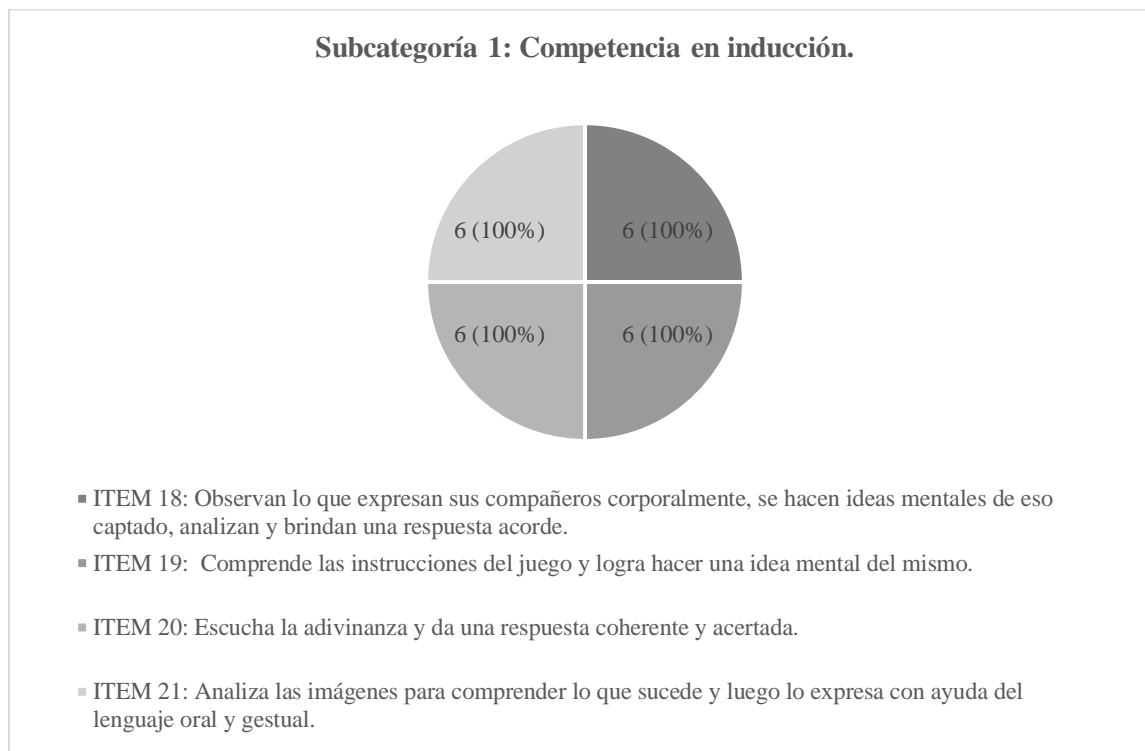 Subcategoría 1: Competencia en inducción.
6 (100%) 6 (100%)
6 (100%) 6 (100%)
ITEM 18: Observan lo que expresan sus compañeros corporalmente, se hacen ideas mentales de eso
captado, analizan y brindan una respuesta acorde.
ITEM 19: Comprende las instrucciones del juego y logra hacer una idea mental del mismo.
ITEM 20: Escucha la adivinanza y da una respuesta coherente y acertada.
ITEM 21: Analiza las imágenes para comprender lo que sucede y luego lo expresa con ayuda del
lenguaje oral y gestual.